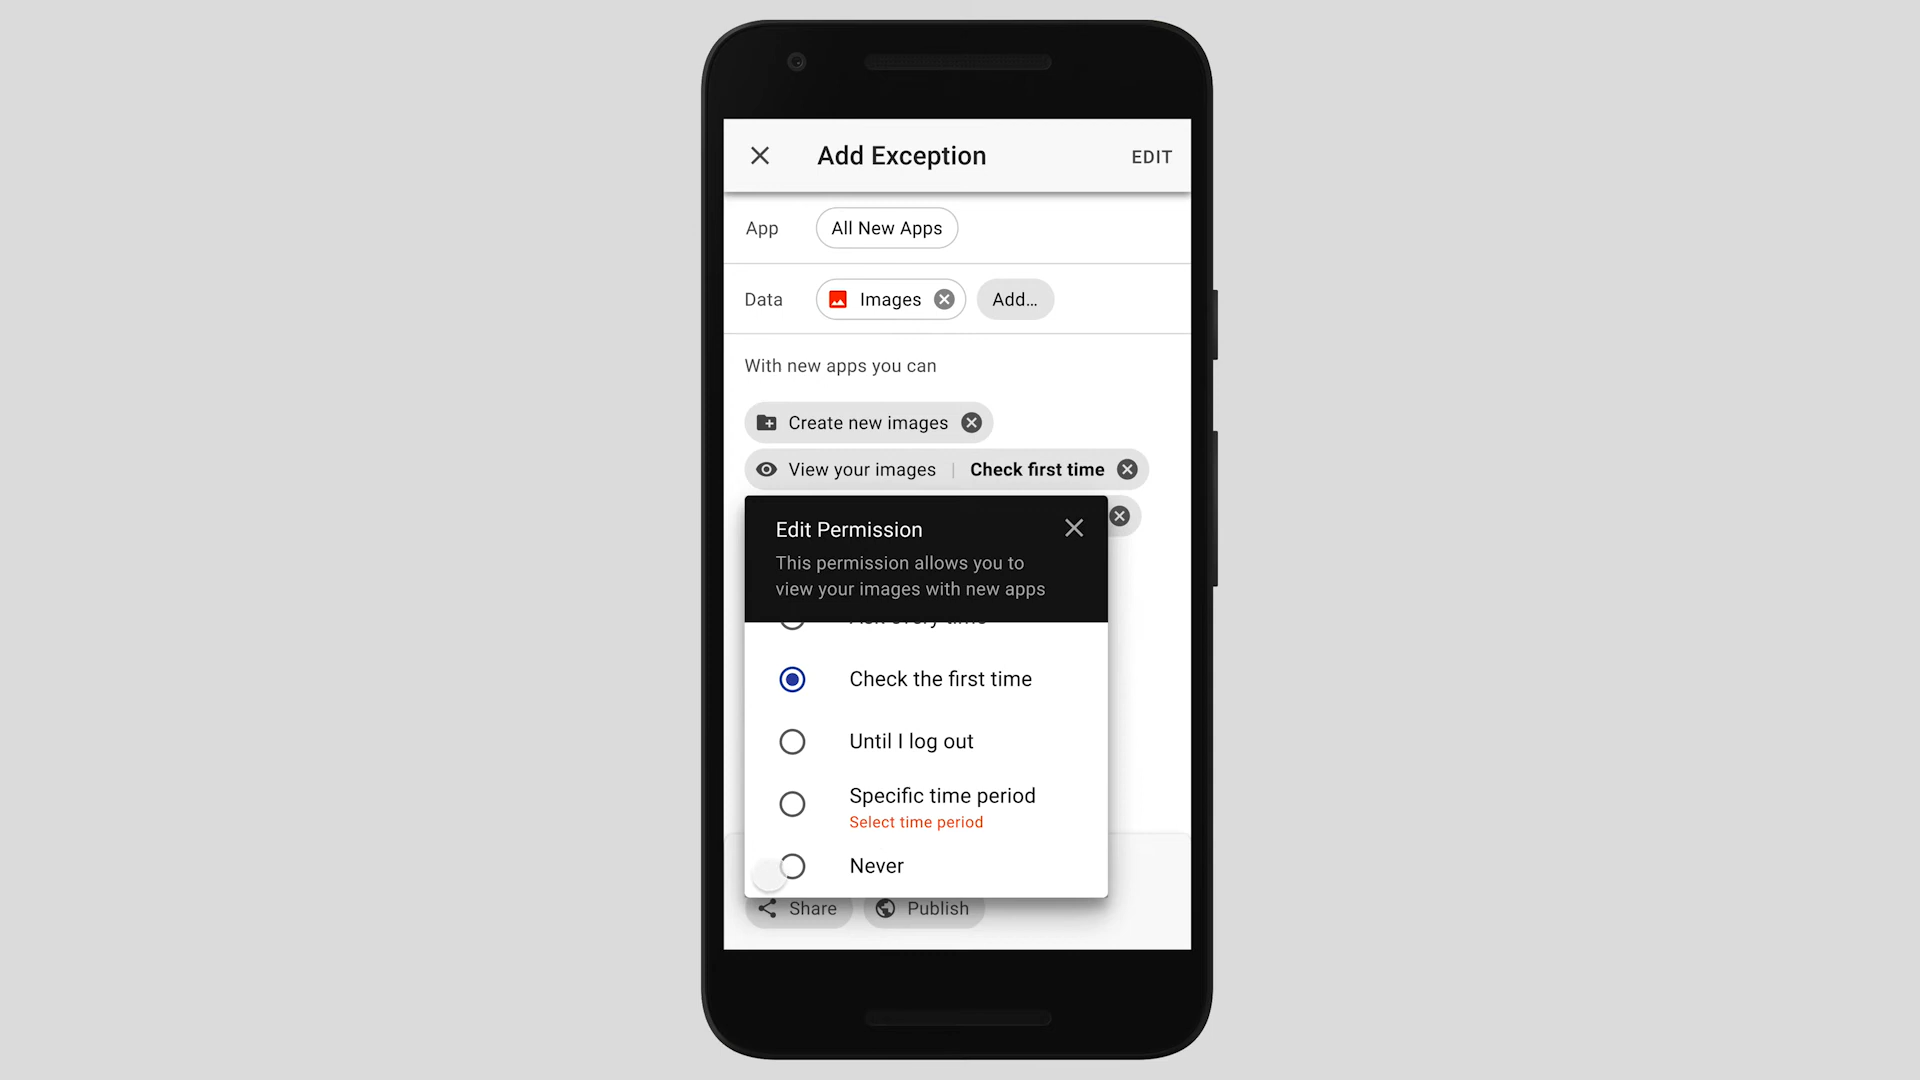 Add Exception
EDIT
App
All New Apps
Data
Images
Add...
With new apps you can
Create new images
View your images | Check first time
Edit Permission
This permission allows you to
view your images with new apps
Check the first time
Until I log out
Specific time period
Select time period
Never
Share
Publish